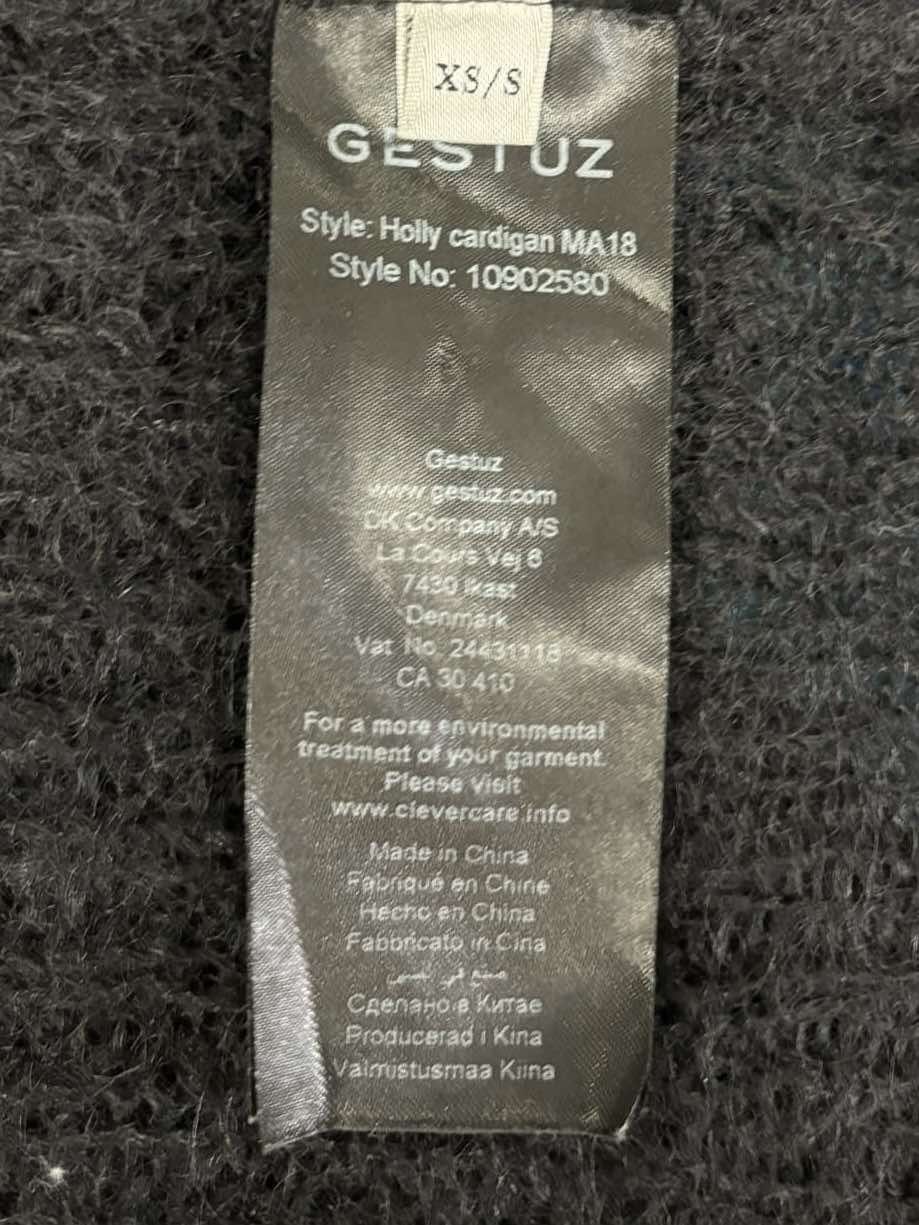 XS/S
GESTUZ
Style: Holly cardigan MA18
Style No: 10902580
Gestuz
www.gestuz.com
DK Company A/S
La Cours Vej 6
7430 Ikast
Denmark
Vat No. 24431118
CA 30 410
For a more environmental
treatment of your garment.
Please visit
www.clevercare.info
Made in China
Fabriqué en Chine
Hecho en China
Fabbricato in Cina
صنع في الصين
Сделано в Китае
Producerad i Kina
Valmistusmaa Kiina